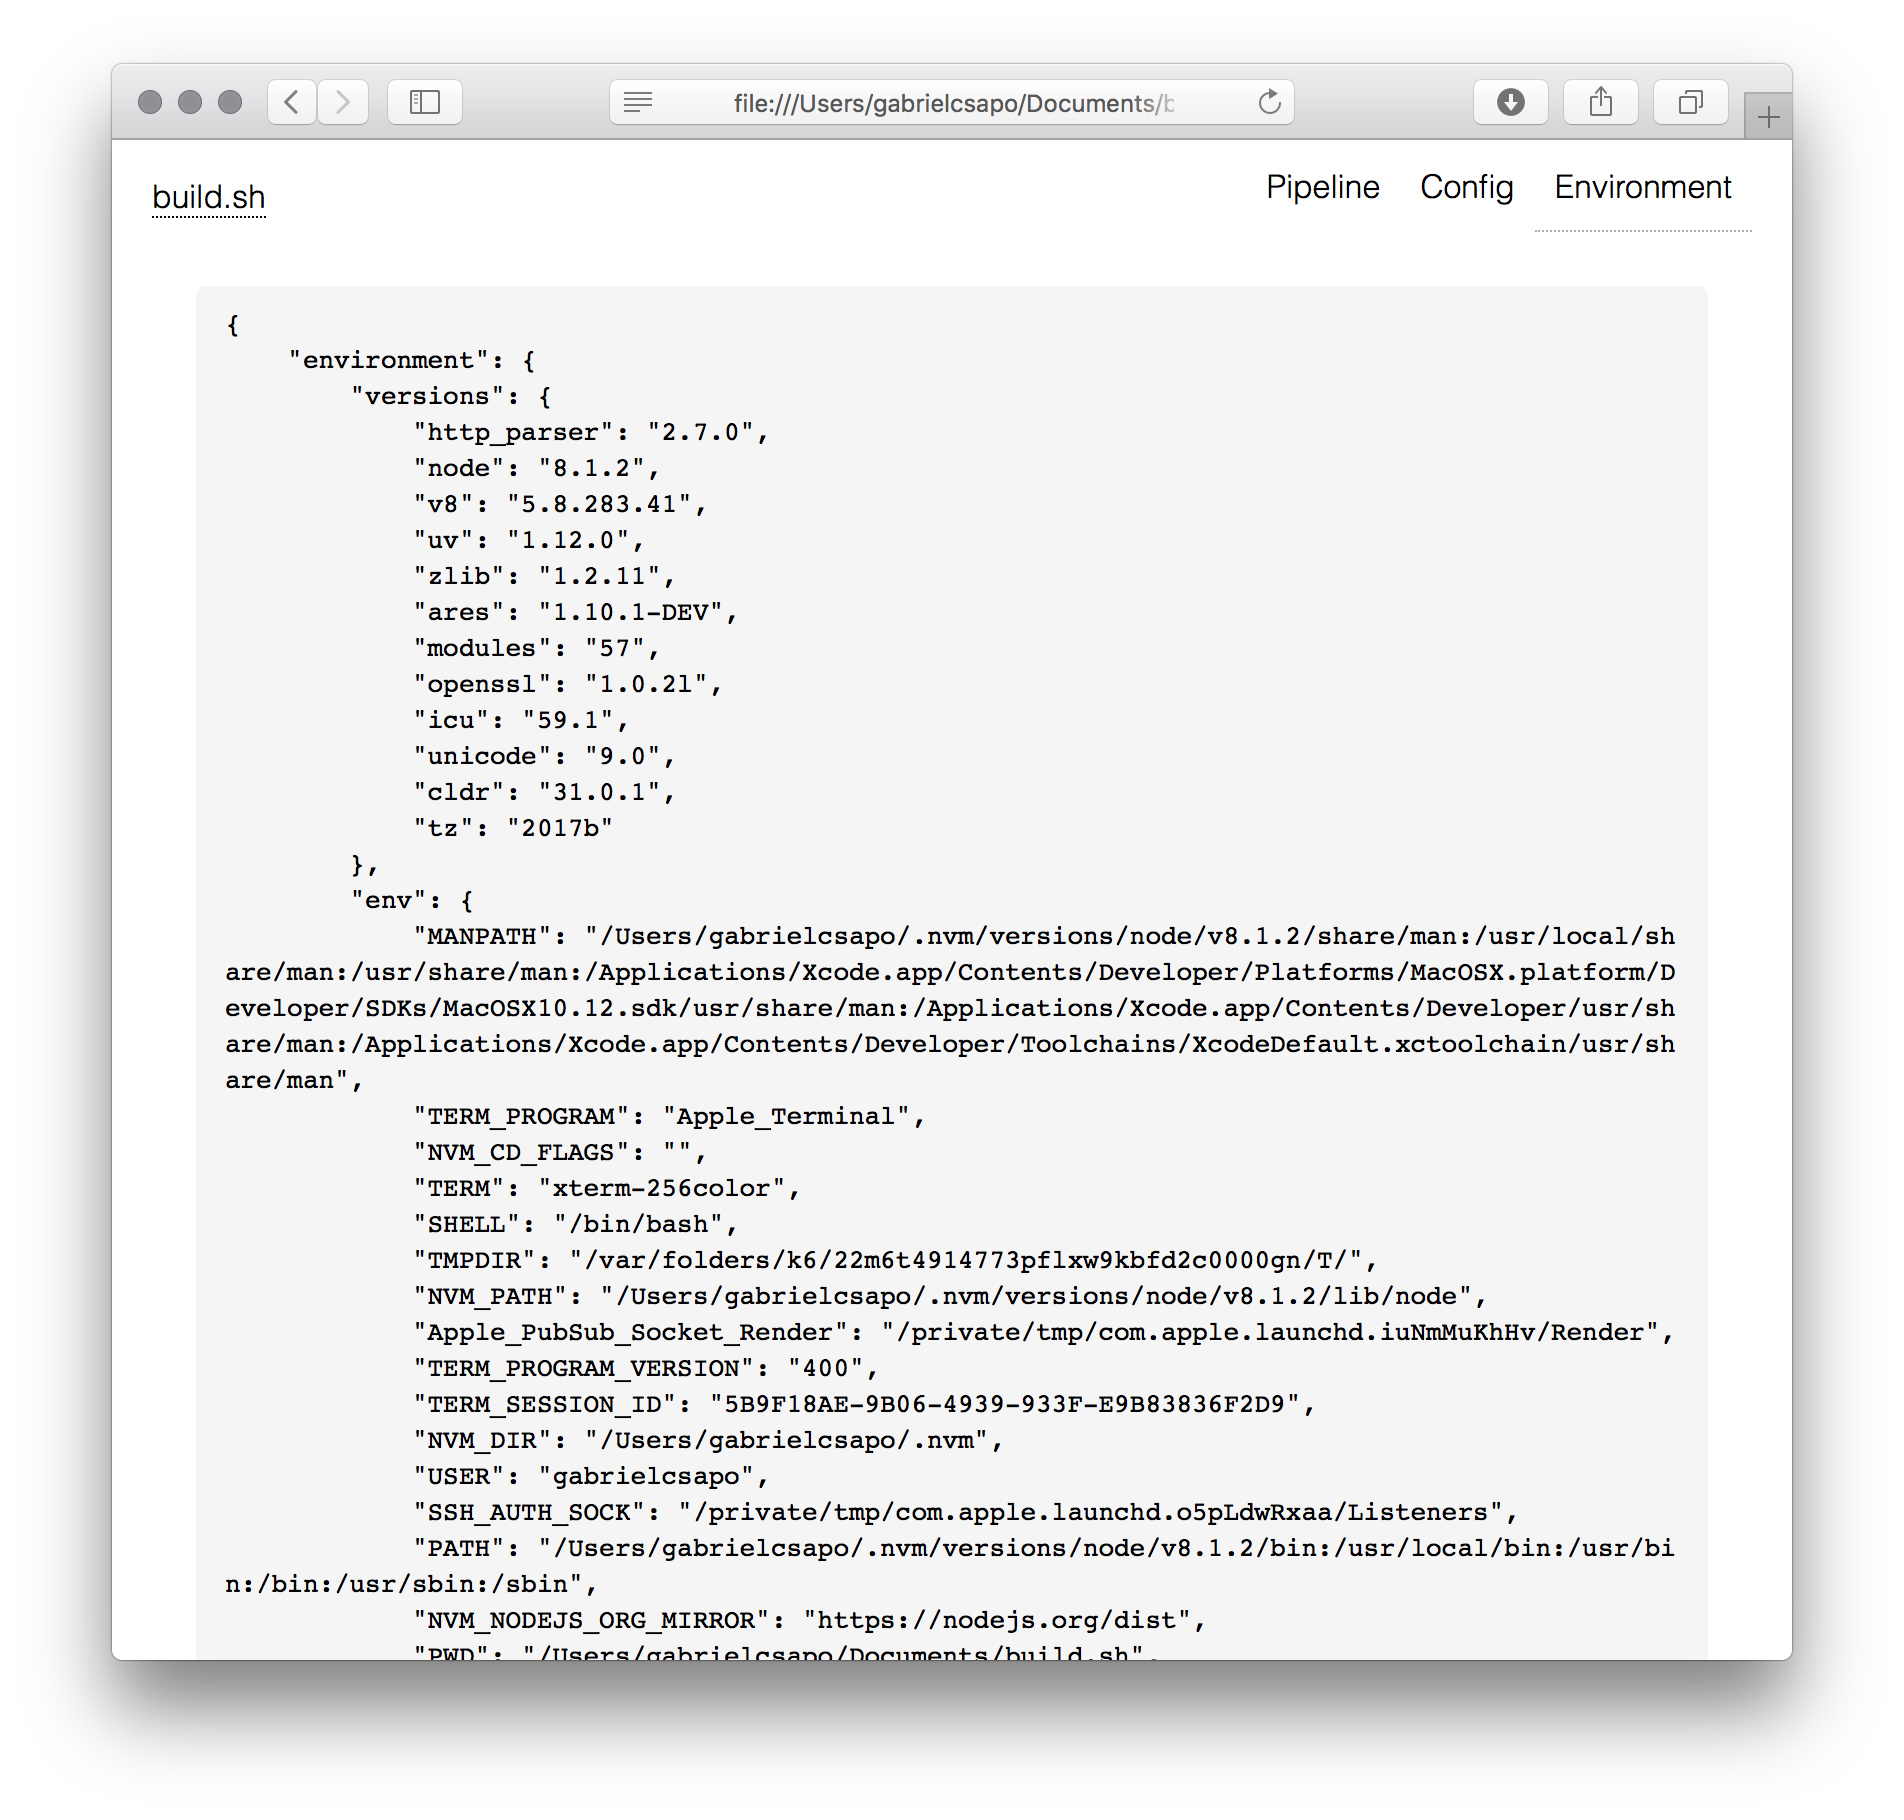 file:///Users/gabrielcsapo/Documents/b
build.sh
Pipeline Config Environment
{
"environment": {
"versions": {
"http_parser": "2.7.0",
"node": "8.1.2",
"v8": "5.8.283.41",
"uv": "1.12.0",
"zlib": "1.2.11",
"ares": "1.10.1-DEV",
"modules": "57",
"openssl": "1.0.2l",
"icu": "59.1",
"unicode": "9.0",
"cldr": "31.0.1",
"tz": "2017b"
},
"env": {
"MANPATH": "/Users/gabrielcsapo/.nvm/versions/node/v8.1.2/share/man:/usr/local/sh
are/man:/usr/share/man:/Applications/Xcode.app/Contents/Developer/Platforms/MacOSX.platform/D
eveloper/SDKs/MacOSX10.12.sdk/usr/share/man:/Applications/Xcode.app/Contents/Developer/usr/sh
are/man:/Applications/Xcode.app/Contents/Developer/Toolchains/XcodeDefault.xctoolchain/usr/sh
are/man",
"TERM_PROGRAM": "Apple_Terminal",
"NVM_CD_FLAGS": "",
"TERM": "xterm-256color",
"SHELL": "/bin/bash",
"TMPDIR": "/var/folders/k6/22m6t4914773pflxw9kbfd2c0000gn/T/",
"NVM_PATH": "/Users/gabrielcsapo/.nvm/versions/node/v8.1.2/lib/node",
"Apple_PubSub_Socket_Render": "/private/tmp/com.apple.launchd.iuNmMuKhHv/Render",
"TERM_PROGRAM_VERSION": "400",
"TERM_SESSION_ID": "5B9F18AE-9B06-4939-933F-E9B83836F2D9",
"NVM_DIR": "/Users/gabrielcsapo/.nvm",
"USER": "gabrielcsapo",
"SSH_AUTH_SOCK": "/private/tmp/com.apple.launchd.o5pLdwRxaa/Listeners",
"PATH": "/Users/gabrielcsapo/.nvm/versions/node/v8.1.2/bin:/usr/local/bin:/usr/bi
n:/bin:/usr/sbin:/sbin",
"NVM_NODEJS_ORG_MIRROR": "https://nodejs.org/dist",
"PWD": "/Users/gabrielcsapo/Documents/build.sh",